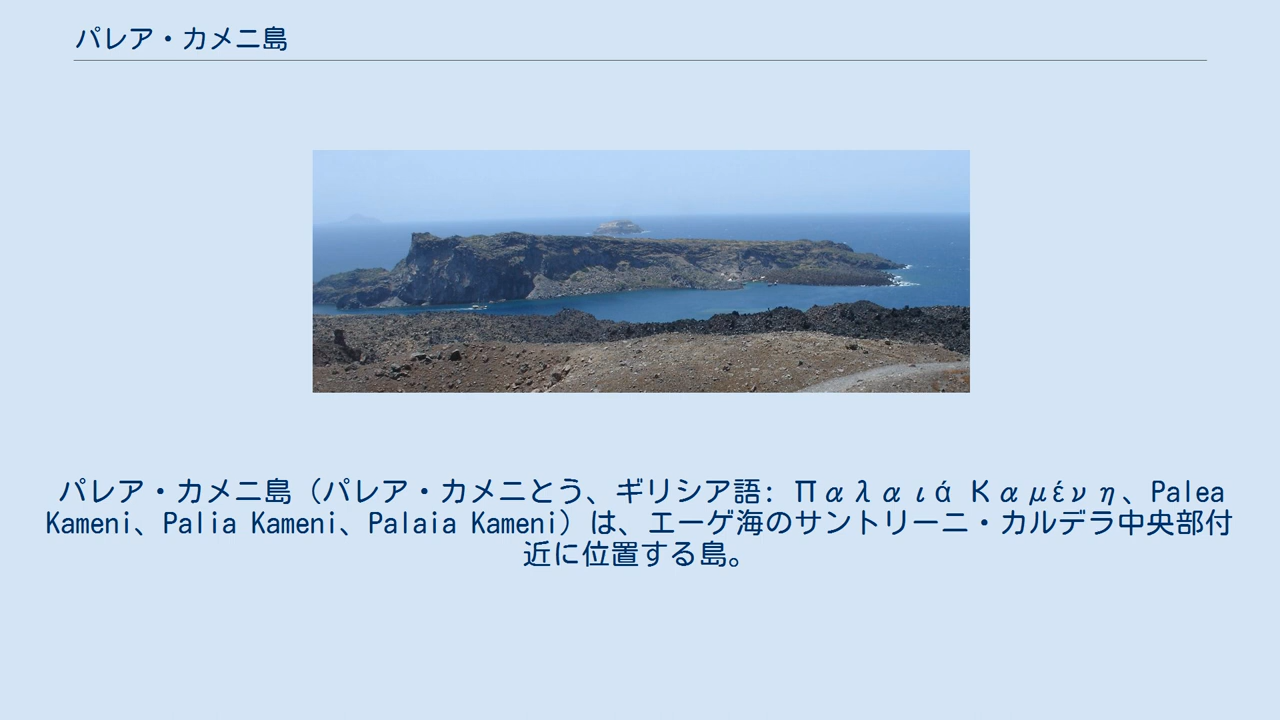 パレア・カメニ島
パレア・カメニ島（パレア・カメニとう、ギリシア語: Παλαιά Καμένη、Palea
Kameni、Palia Kameni、Palaia Kameni）は、エーゲ海のサントリーニ・カルデラ中央部付
近に位置する島。